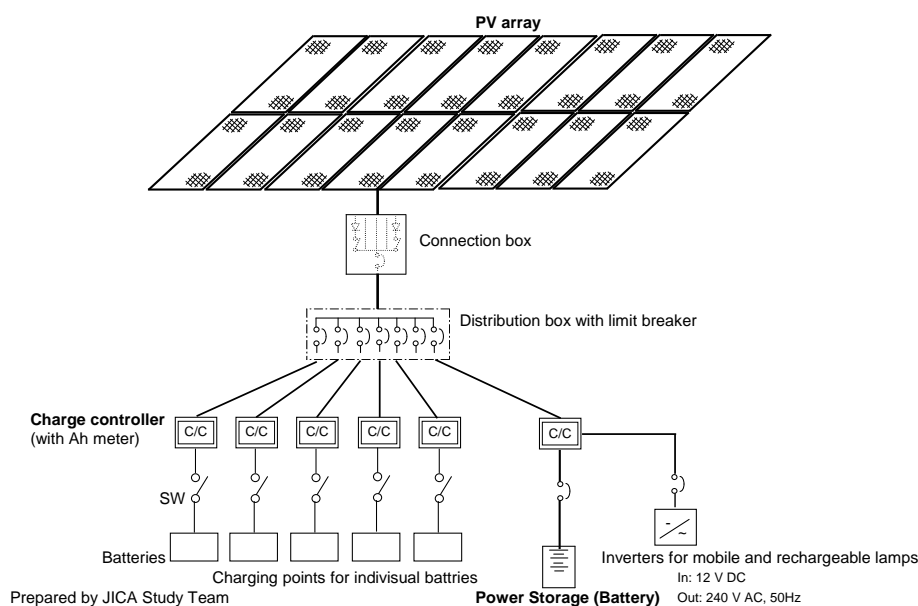 PV array
Connection box
Distribution box with limit breaker
Charge controller
(with Ah meter)
C/C C/C C/C C/C C/C C/C
SW
Batteries
Charging points for indivisual battries
Inverters for mobile and rechargeable lamps
In: 12 V DC
Out: 240 V AC, 50Hz
Power Storage (Battery)
Prepared by JICA Study Team